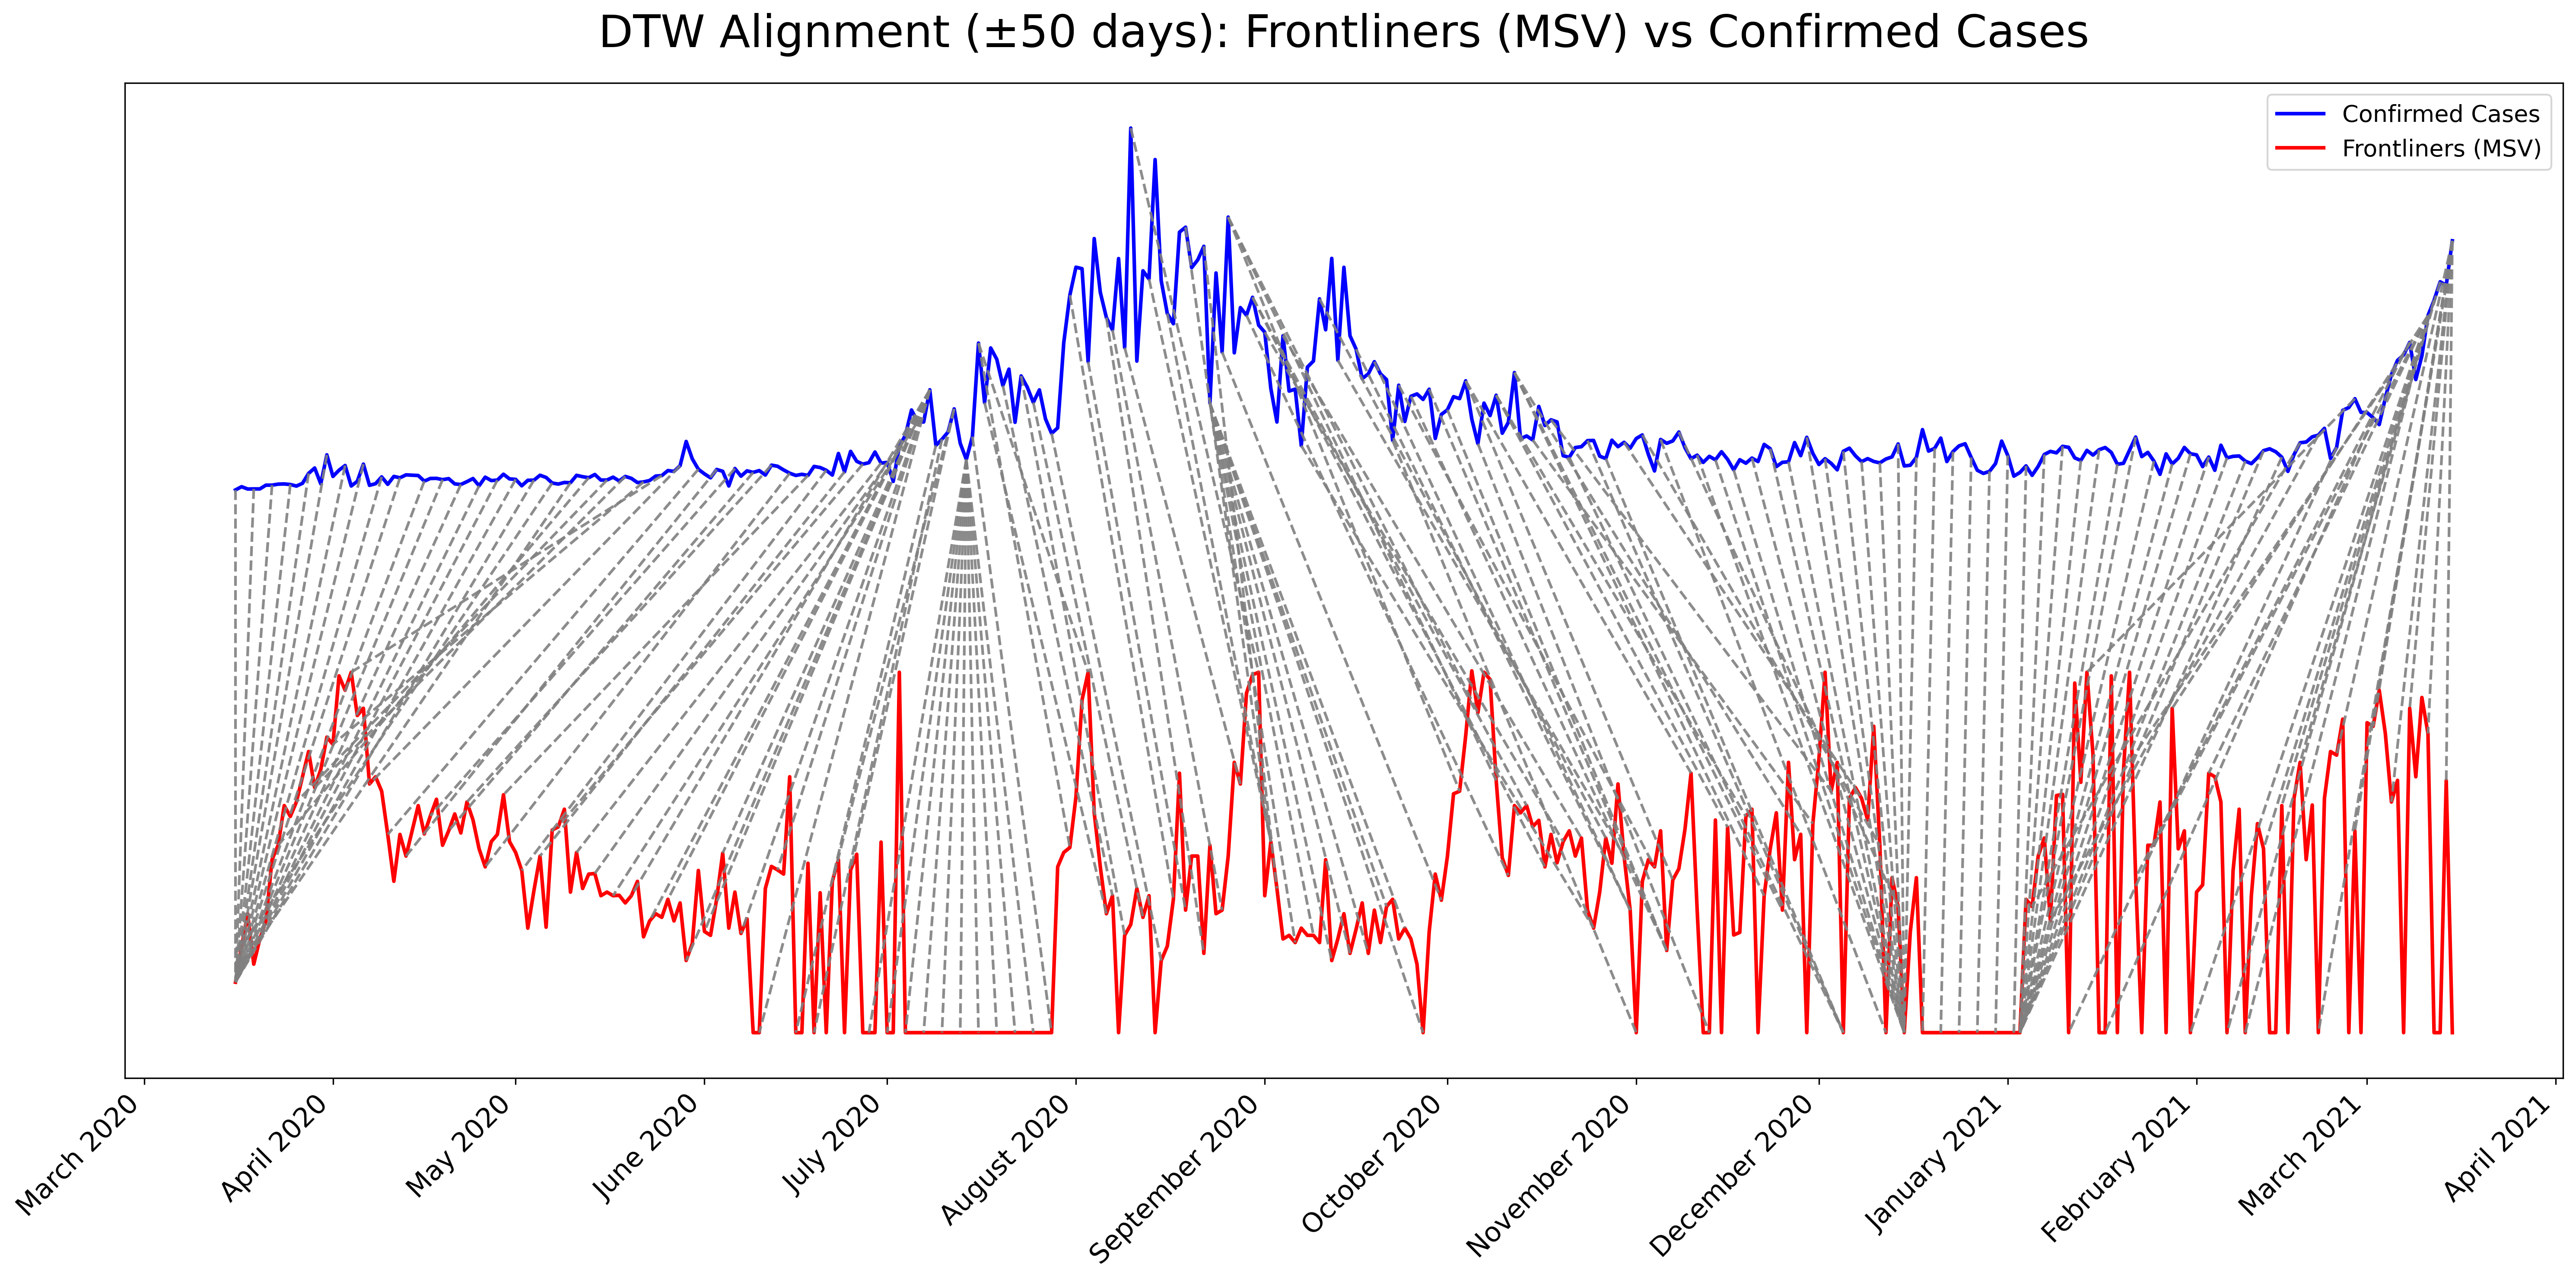 DTW Alignment (±50 days): Frontliners (MSV) vs Confirmed Cases
Confirmed Cases
Frontliners (MSV)
March 2020
April 2020
May 2020
June 2020
July 2020
August 2020
September 2020
October 2020
November 2020
December 2020
January 2021
February 2021
March 2021
April 2021